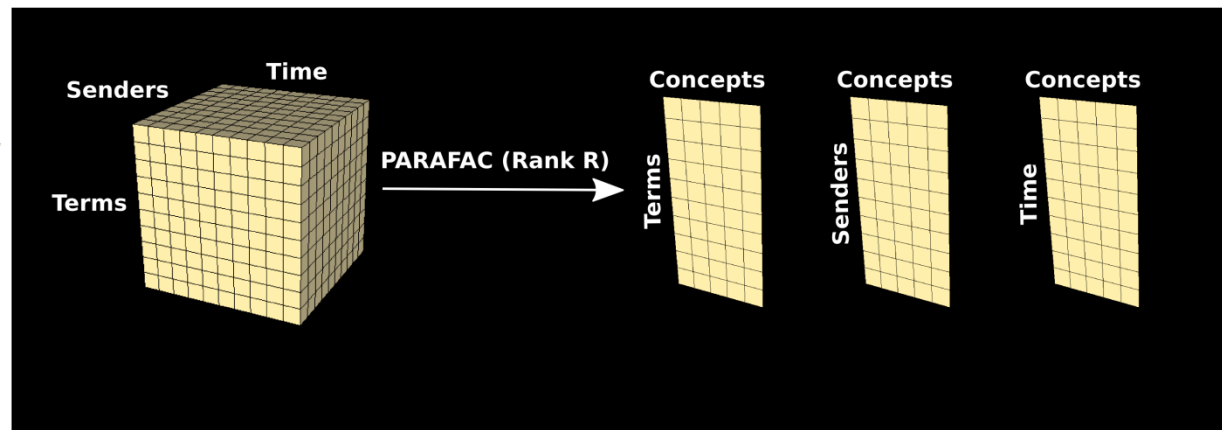 Time
Senders
Terms
PARAFAC (Rank R)
Concepts
Terms
Concepts
Senders
Concepts
Time